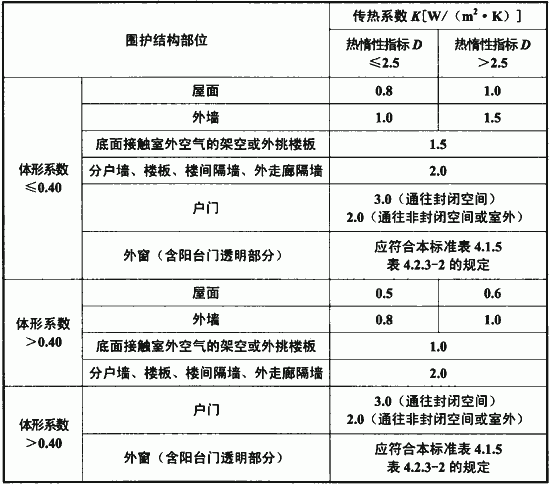 围护结构部位
传热系数 K[W/(m²·K)]
热惰性指标 D
≤2.5
热惰性指标 D
>2.5
体形系数
≤0.40
屋面
0.8
1.0
外墙
1.0
1.5
底面接触室外空气的架空或外挑楼板
1.5
分户墙、楼板、楼间隔墙、外走廊隔墙
2.0
户门
3.0(通往封闭空间)
2.0(通往非封闭空间或室外)
外窗(含阳台门透明部分)
应符合本标准表 4.1.5
表 4.2.3-2 的规定
体形系数
>0.40
屋面
0.5
0.6
外墙
0.8
1.0
底面接触室外空气的架空或外挑楼板
1.0
分户墙、楼板、楼间隔墙、外走廊隔墙
2.0
体形系数
>0.40
户门
3.0(通往封闭空间)
2.0(通往非封闭空间或室外)
外窗(含阳台门透明部分)
应符合本标准表 4.1.5
表 4.2.3-2 的规定